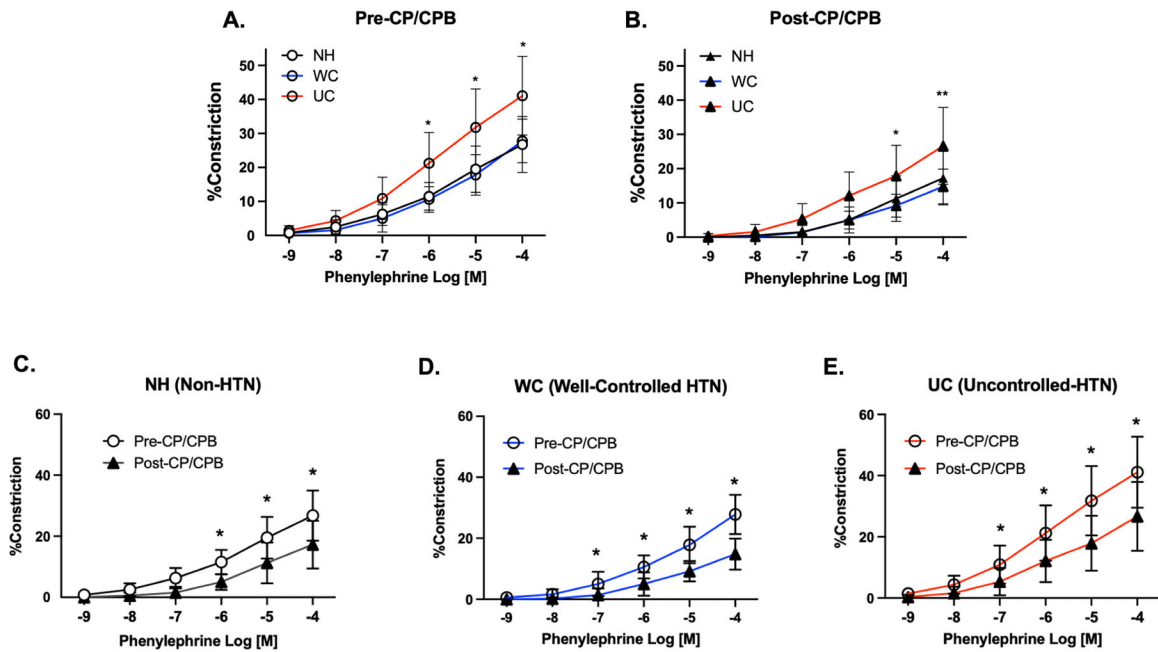 A.
Pre-CP/CPB
NH
WC
UC
50
40
30
20
10
0
%Constriction
*
*
*
-9 -8 -7 -6 -5 -4
Phenylephrine Log [M]
B.
Post-CP/CPB
NH
WC
UC
50
40
30
20
10
0
%Constriction
*
**
-9 -8 -7 -6 -5 -4
Phenylephrine Log [M]
C.
NH (Non-HTN)
Pre-CP/CPB
Post-CP/CPB
60
40
20
0
%Constriction
*
*
*
-9 -8 -7 -6 -5 -4
Phenylephrine Log [M]
D.
WC (Well-Controlled HTN)
Pre-CP/CPB
Post-CP/CPB
60
40
20
0
%Constriction
*
*
*
*
-9 -8 -7 -6 -5 -4
Phenylephrine Log [M]
E.
UC (Uncontrolled-HTN)
Pre-CP/CPB
Post-CP/CPB
60
40
20
0
%Constriction
*
*
*
*
-9 -8 -7 -6 -5 -4
Phenylephrine Log [M]